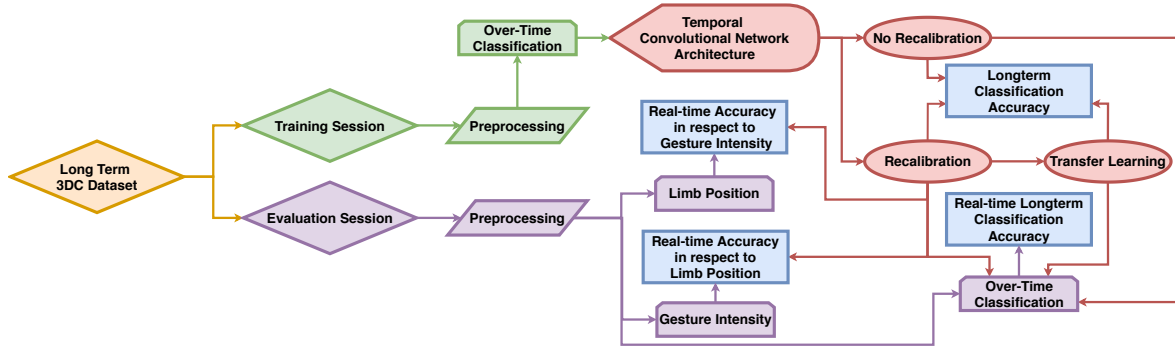 Long Term
3DC Dataset
Training Session
Evaluation Session
Preprocessing
Preprocessing
Over-Time
Classification
Temporal
Convolutional Network
Architecture
Real-time Accuracy
in respect to
Gesture Intensity
Limb Position
Real-time Accuracy
in respect to
Limb Position
Gesture Intensity
No Recalibration
Longterm
Classification
Accuracy
Recalibration
Transfer Learning
Real-time Longterm
Classification
Accuracy
Over-Time
Classification